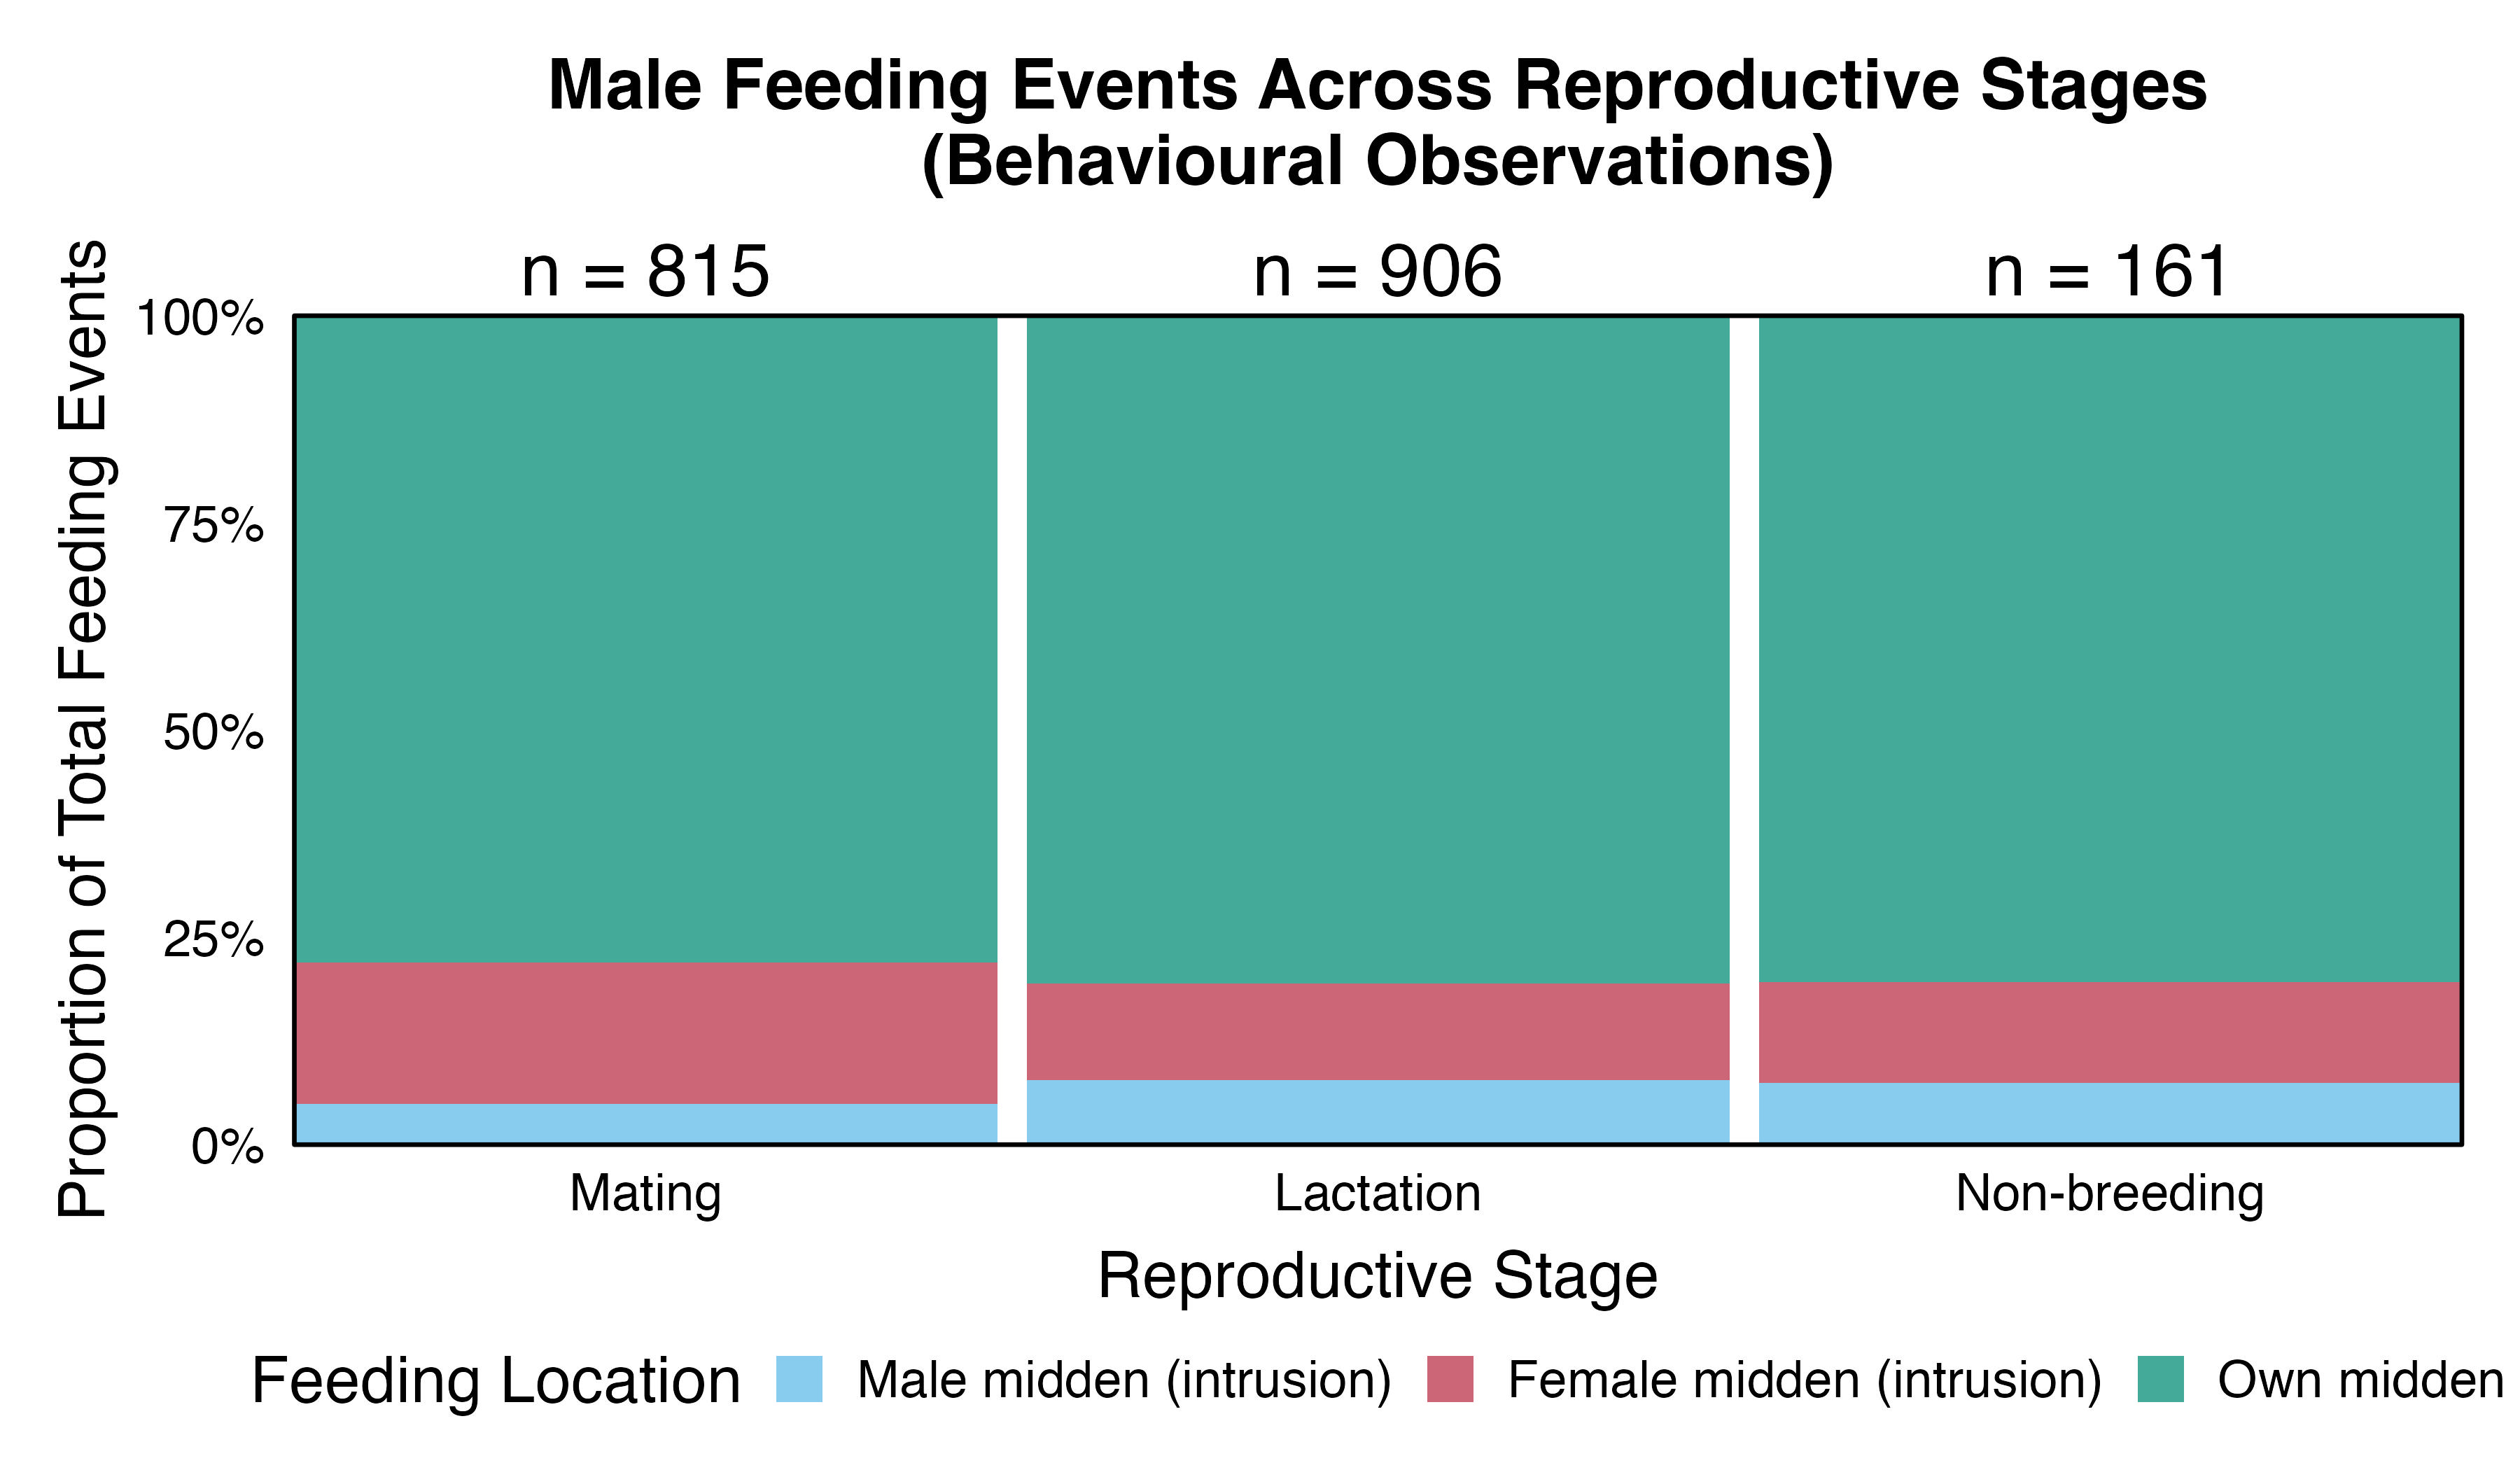 Male Feeding Events Across Reproductive Stages
(Behavioural Observations)
n = 815
n = 906
n = 161
Proportion of Total Feeding Events
100%
75%
50%
25%
0%
Mating
Lactation
Non-breeding
Reproductive Stage
Feeding Location
Male midden (intrusion)
Female midden (intrusion)
Own midden